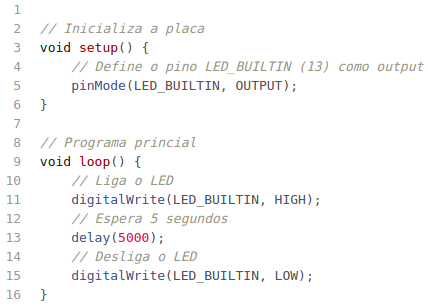 1
2 // Inicializa a placa
3 void setup() {
4 // Define o pino LED_BUILTIN (13) como output
5 pinMode(LED_BUILTIN, OUTPUT);
6 }
7
8 // Programa princial
9 void loop() {
10 // Liga o LED
11 digitalWrite(LED_BUILTIN, HIGH);
12 // Espera 5 segundos
13 delay(5000);
14 // Desliga o LED
15 digitalWrite(LED_BUILTIN, LOW);
16 }